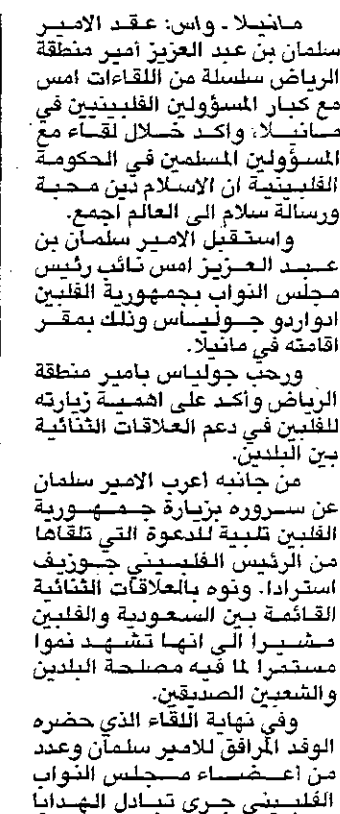 مانيلا ـ واس: عقد الامير
سلمان بن عبد العزيز أمير منطقة
الرياض سلسلة من اللقاءات امس
مع كبار المسؤولين الفلبينيين في
مانيلا، واكد خلال لقاء مع
المسؤولين المسلمين في الحكومة
الفلبينية ان الاسلام دين محبة
ورسالة سلام الى العالم اجمع.
واستقبل الامير سلمان بن
عبد العزيز امس نائب رئيس
مجلس النواب بجمهورية الفلبين
ادواردو جولياس وذلك بمقر
اقامته في مانيلا.
ورحب جولياس بامير منطقة
الرياض وأكد على اهمية زيارته
للفلبين في دعم العلاقات الثنائية
بين البلدين.
من جانبه أعرب الامير سلمان
عن سروره بزيارة جمهورية
الفلبين تلبية للدعوة التي تلقاها
من الرئيس الفلبيني جوزيف
استرادا. ونوه بالعلاقات الثنائية
القائمة بين السعودية والفلبين
مشيرا الى انها تشهد نموا
مستمرا لما فيه مصلحة البلدين
والشعبين الصديقين.
وفي نهاية اللقاء الذي حضره
الوفد المرافق للامير سلمان وعدد
من أعضاء مجلس النواب
الفلبيني جرى تبادل الهدايا